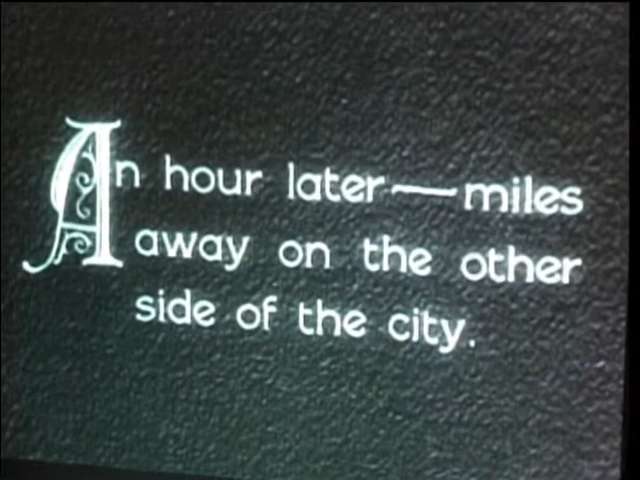 An hour later—miles
away on the other
side of the city.